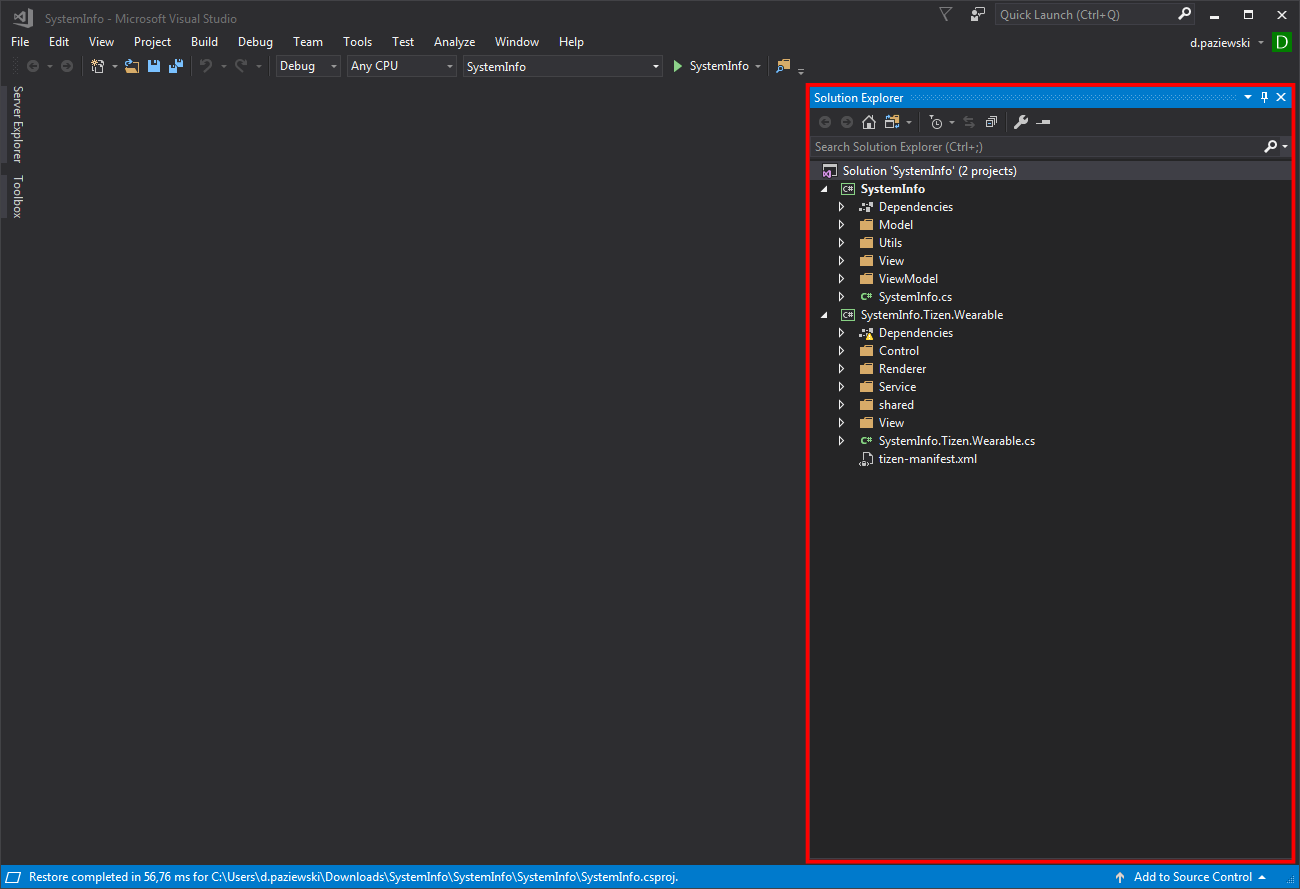 SystemInfo - Microsoft Visual Studio
Quick Launch (Ctrl+Q)
File Edit View Project Build Debug Team Tools Test Analyze Window Help
d.paziewski D
Debug Any CPU SystemInfo SystemInfo
Server Explorer
Toolbox
Solution Explorer
Search Solution Explorer (Ctrl+;)
Solution 'SystemInfo' (2 projects)
C# SystemInfo
Dependencies
Model
Utils
View
ViewModel
C# SystemInfo.cs
C# SystemInfo.Tizen.Wearable
Dependencies
Control
Renderer
Service
shared
View
C# SystemInfo.Tizen.Wearable.cs
tizen-manifest.xml
Restore completed in 56,76 ms for C:\Users\d.paziewski\Downloads\SystemInfo\SystemInfo\SystemInfo\SystemInfo.csproj.
Add to Source Control